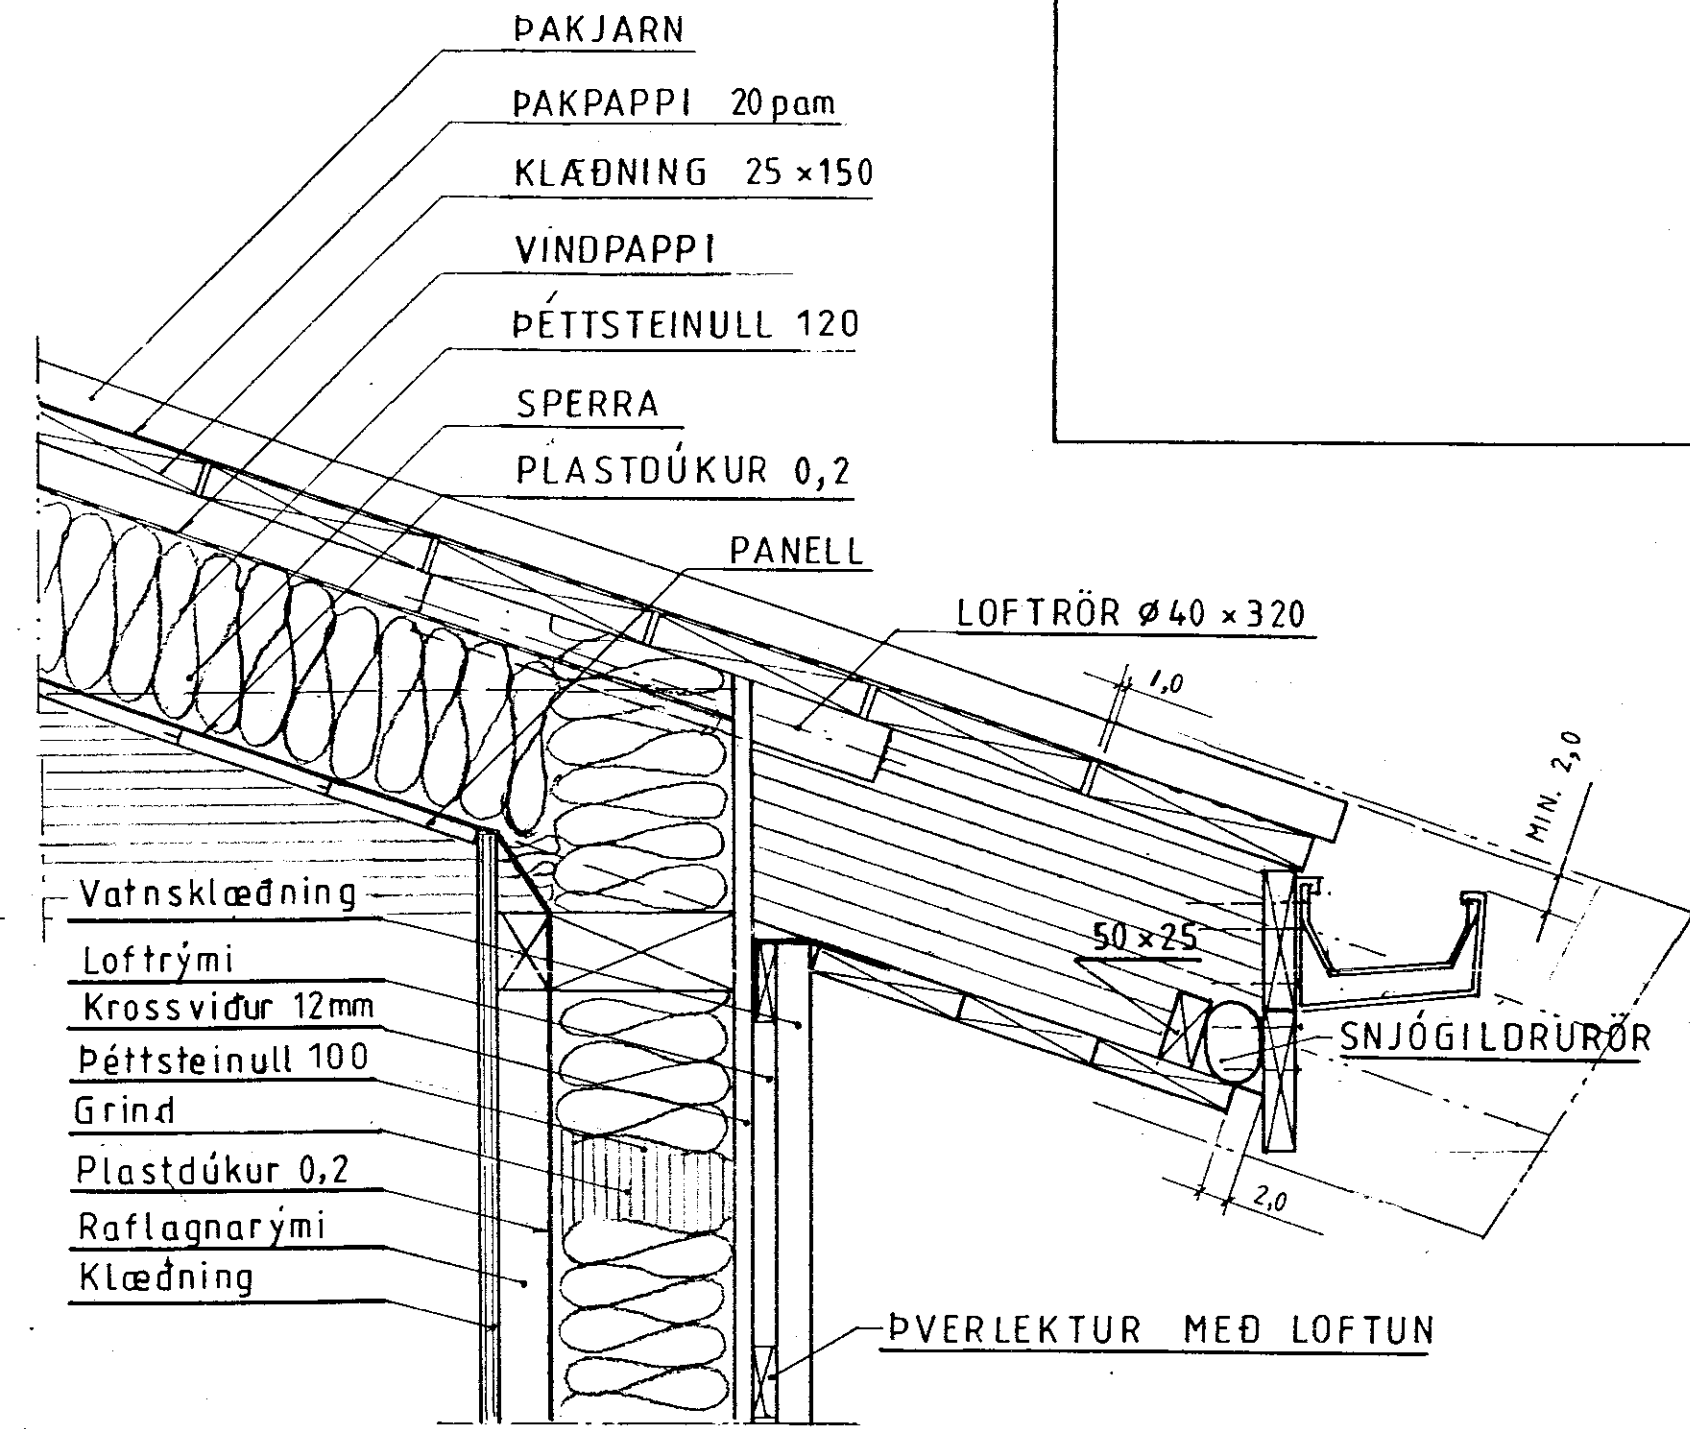 ÞAKJARN
ÞAKPAPPI 20 pam
KLÆÐNING 25 × 150
VINDPAPPI
ÞÉTTSTEINULL 120
SPERRA
PLASTDÚKUR 0,2
PANELL
LOFTRÖR Ø 40 × 320
1,0
MIN. 2,0
Vatnsklæðning
Loftrými
Krossviður 12mm
Þéttsteinull 100
Grind
Plastdúkur 0,2
Raflagnarými
Klæðning
50 × 25
SNJÓGILDRURÖR
2,0
ÞVERLEKTUR MEÐ LOFTUN